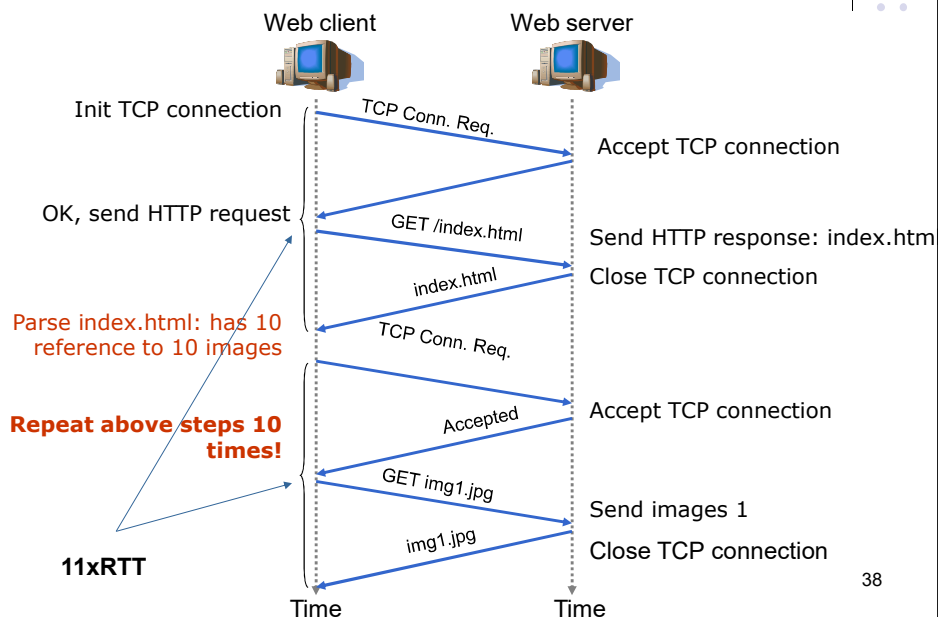 Web client
Web server
Init TCP connection
TCP Conn. Req.
Accept TCP connection
OK, send HTTP request
GET /index.html
Send HTTP response: index.htm
index.html
Close TCP connection
Parse index.html: has 10
reference to 10 images
TCP Conn. Req.
Repeat above steps 10
times!
Accepted
Accept TCP connection
GET img1.jpg
Send images 1
img1.jpg
Close TCP connection
11xRTT
38
Time
Time